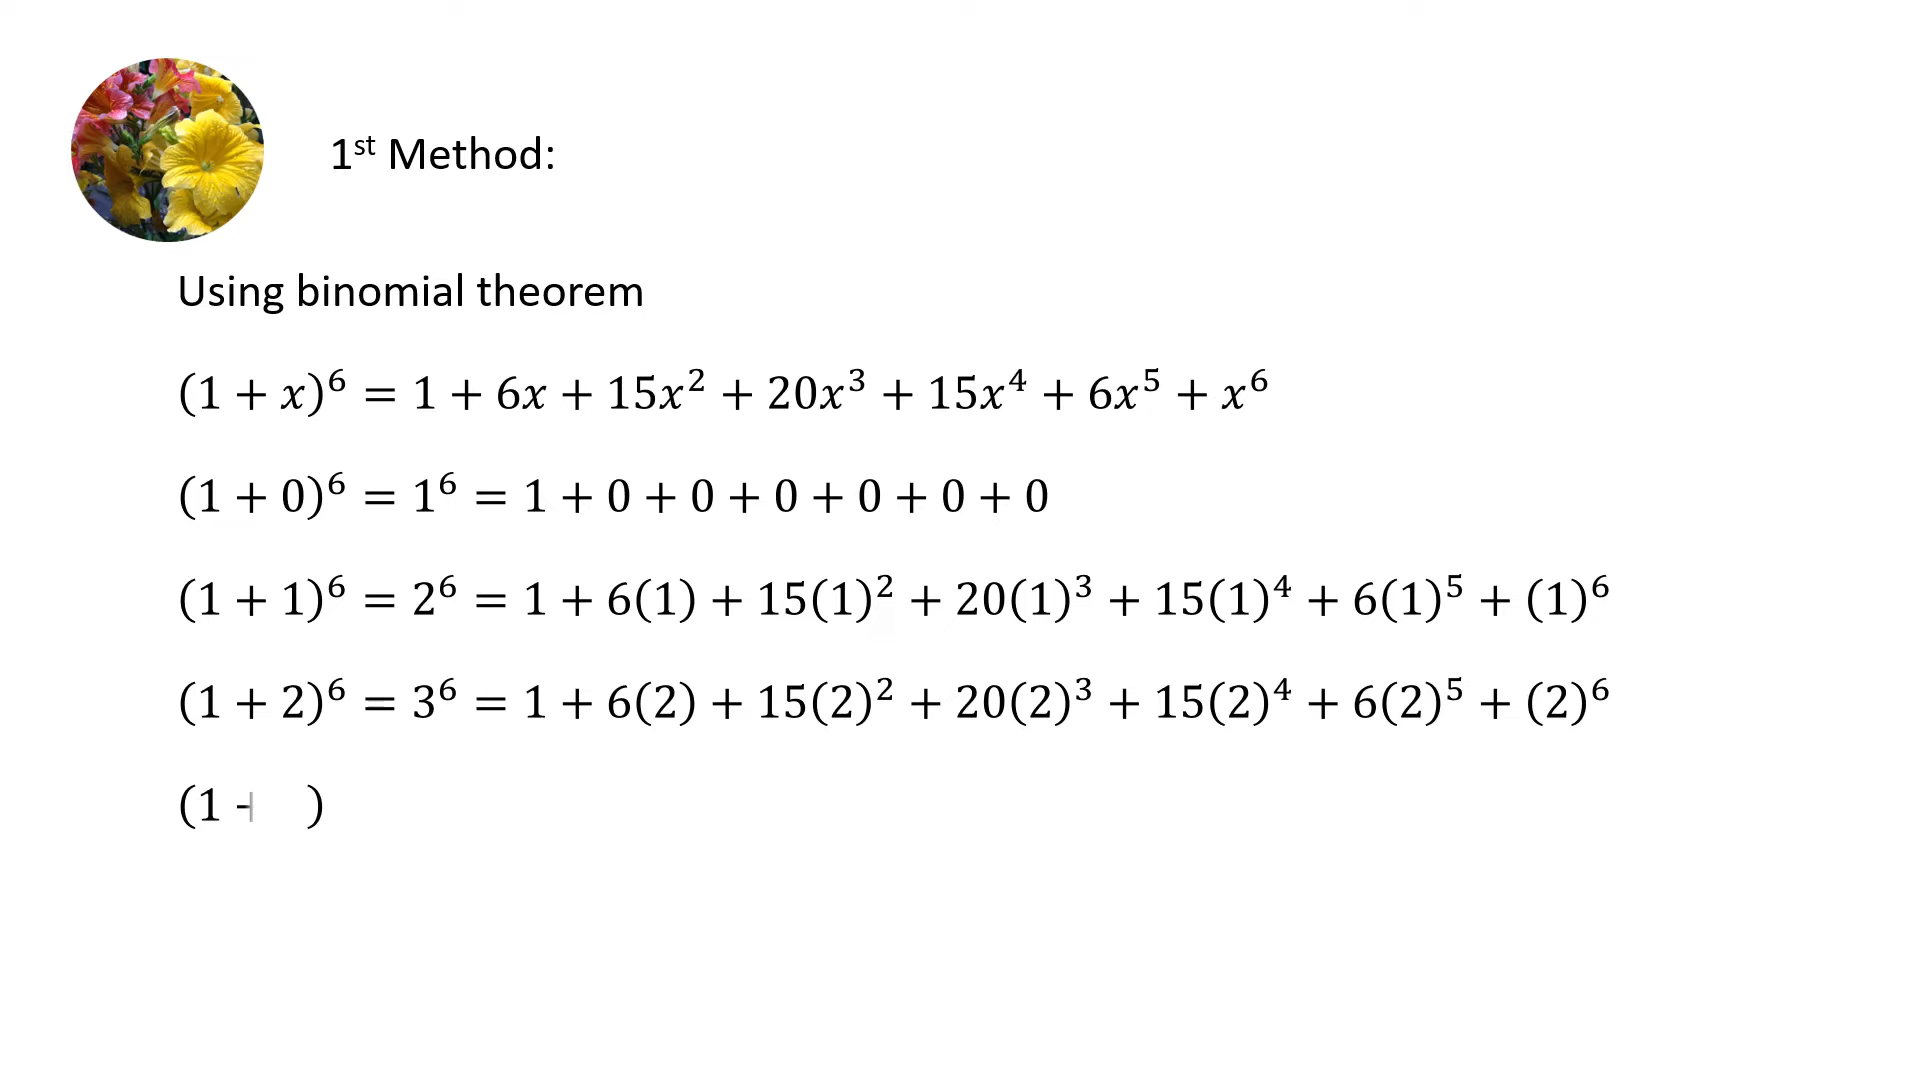 1st Method:
Using binomial theorem
(1 + x)⁶ = 1 + 6x + 15x² + 20x³ + 15x⁴ + 6x⁵ + x⁶
(1 + 0)⁶ = 1⁶ = 1 + 0 + 0 + 0 + 0 + 0 + 0
(1 + 1)⁶ = 2⁶ = 1 + 6(1) + 15(1)² + 20(1)³ + 15(1)⁴ + 6(1)⁵ + (1)⁶
(1 + 2)⁶ = 3⁶ = 1 + 6(2) + 15(2)² + 20(2)³ + 15(2)⁴ + 6(2)⁵ + (2)⁶
(1 + )